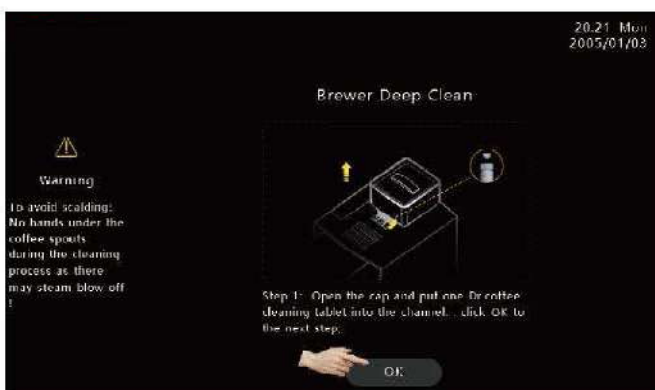 20:21 Mon
2005/01/03
Brewer Deep Clean
Warning
To avoid scalding:
No hands under the
coffee spouts
during the cleaning
process as there
may steam blow off
!
Step 1: Open the cap and put one Dr.coffee
cleaning tablet into the channel. , click OK to
the next step;
OK